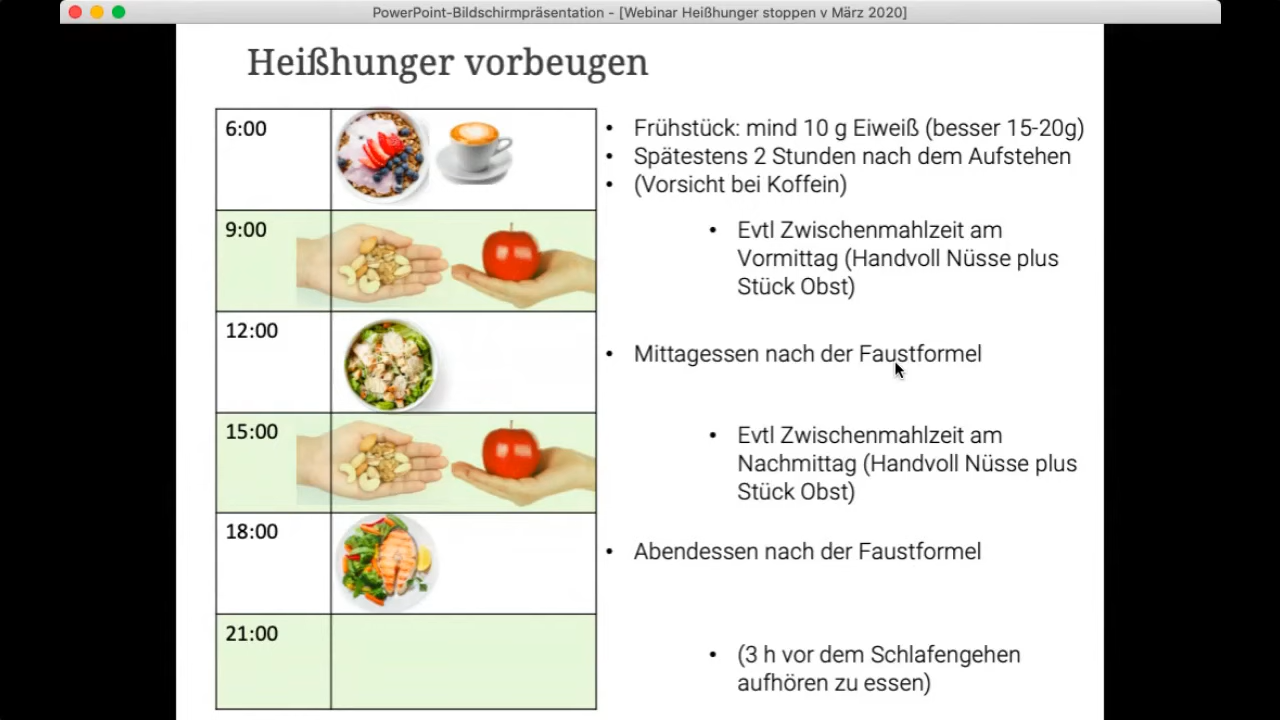 PowerPoint-Bildschirmpräsentation - [Webinar Heißhunger stoppen v März 2020]
Heißhunger vorbeugen
6:00
• Frühstück: mind 10 g Eiweiß (besser 15-20g)
• Spätestens 2 Stunden nach dem Aufstehen
• (Vorsicht bei Koffein)
9:00
• Evtl Zwischenmahlzeit am
Vormittag (Handvoll Nüsse plus
Stück Obst)
12:00
• Mittagessen nach der Faustformel
15:00
• Evtl Zwischenmahlzeit am
Nachmittag (Handvoll Nüsse plus
Stück Obst)
18:00
• Abendessen nach der Faustformel
21:00
• (3 h vor dem Schlafengehen
aufhören zu essen)